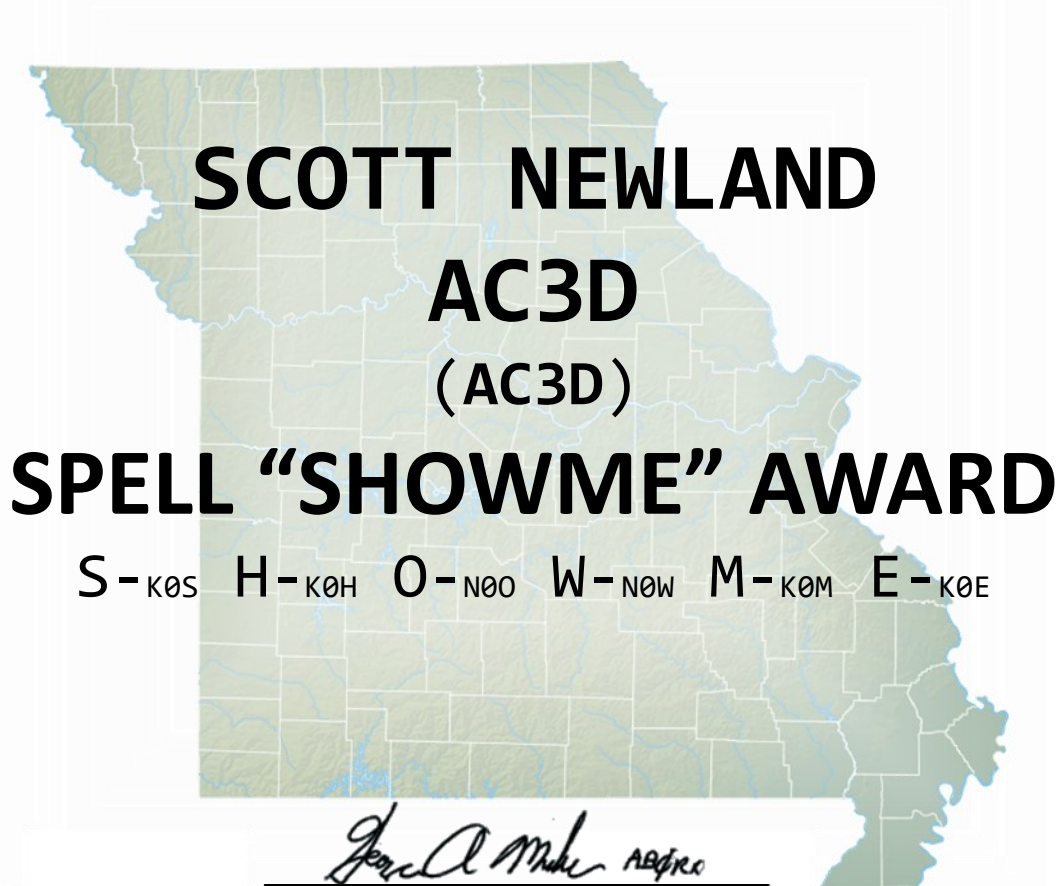 SCOTT NEWLAND
AC3D
(AC3D)
SPELL “SHOWME” AWARD
S-K0S H-K0H O-N0O W-N0W M-K0M E-K0E